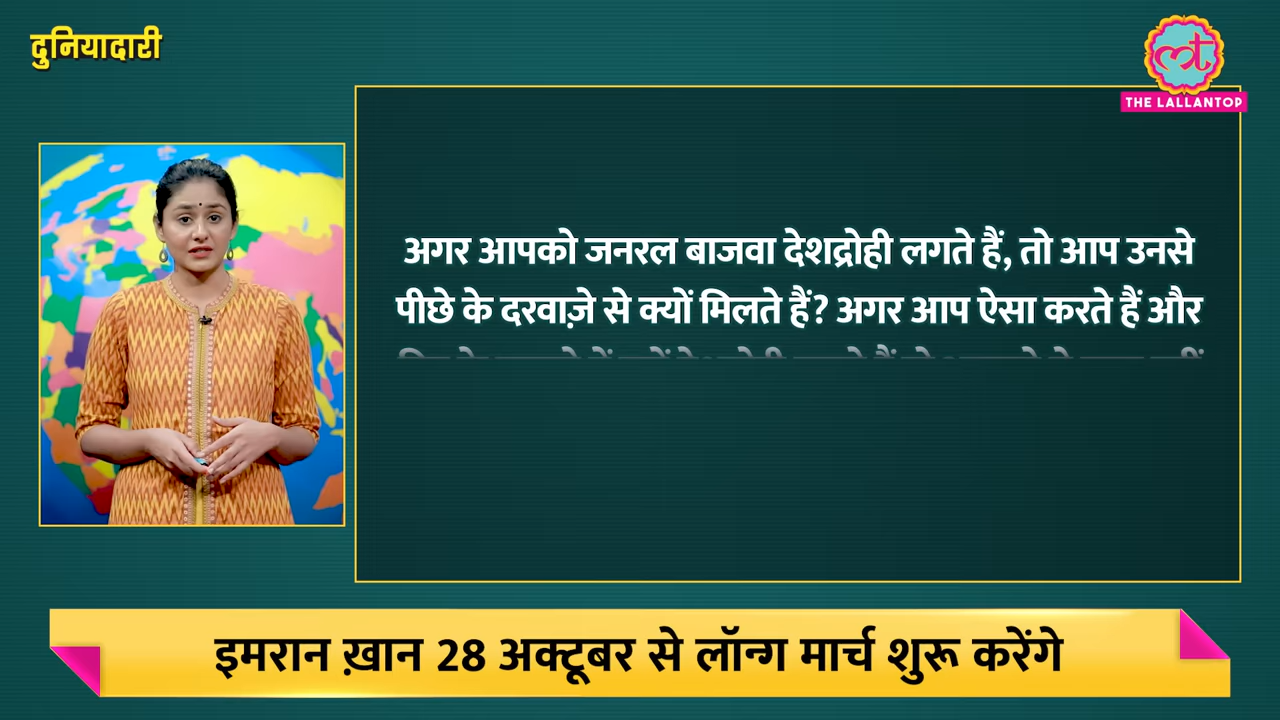 दुनियादारी
THE LALLANTOP
अगर आपको जनरल बाजवा देशद्रोही लगते हैं, तो आप उनसे
पीछे के दरवाज़े से क्यों मिलते हैं? अगर आप ऐसा करते हैं और
इमरान ख़ान 28 अक्टूबर से लॉन्ग मार्च शुरू करेंगे